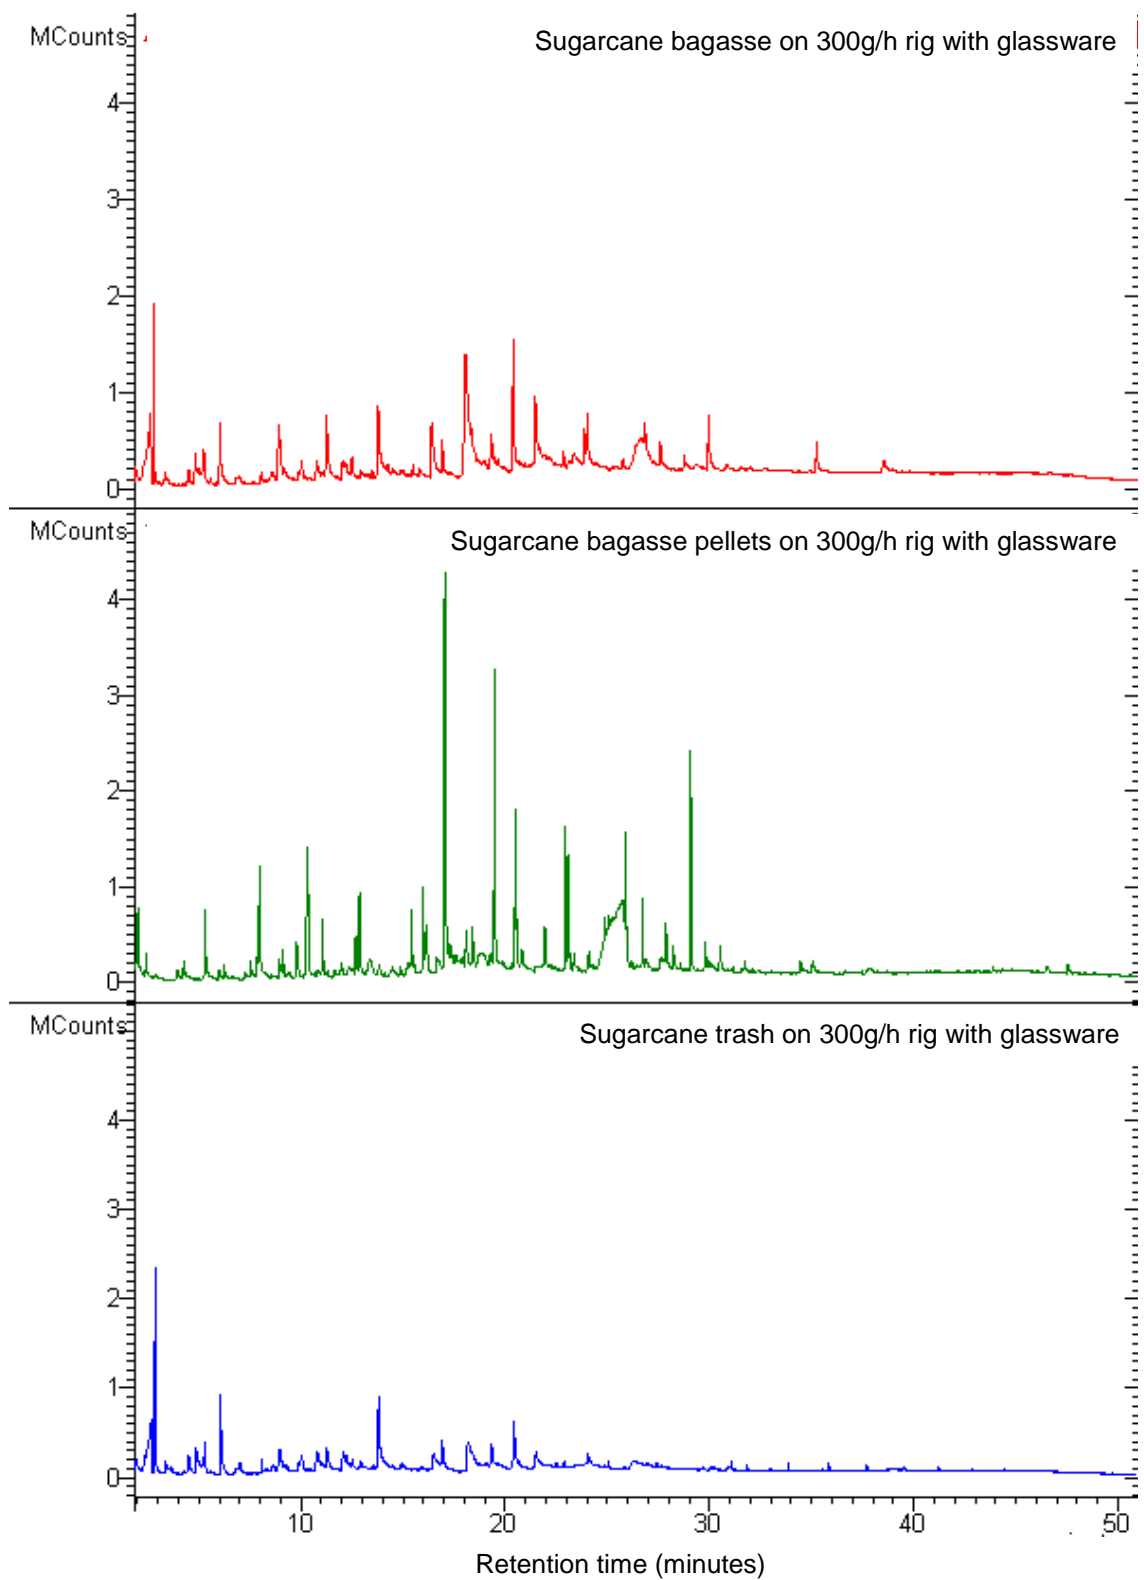 MCounts
Sugarcane bagasse on 300g/h rig with glassware
4
3
2
1
0
MCounts
Sugarcane bagasse pellets on 300g/h rig with glassware
4
3
2
1
0
MCounts
Sugarcane trash on 300g/h rig with glassware
4
3
2
1
0
10 20 30 40 50
Retention time (minutes)